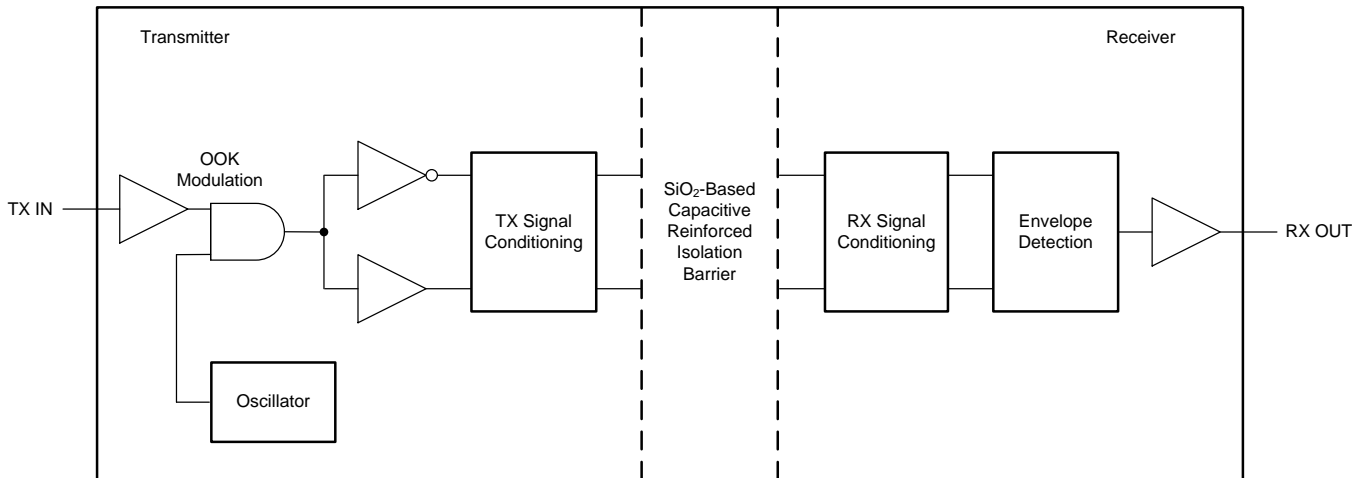 Transmitter
Receiver
OOK
Modulation
TX IN
TX Signal
Conditioning
Oscillator
SiO₂-Based
Capacitive
Reinforced
Isolation
Barrier
RX Signal
Conditioning
Envelope
Detection
RX OUT